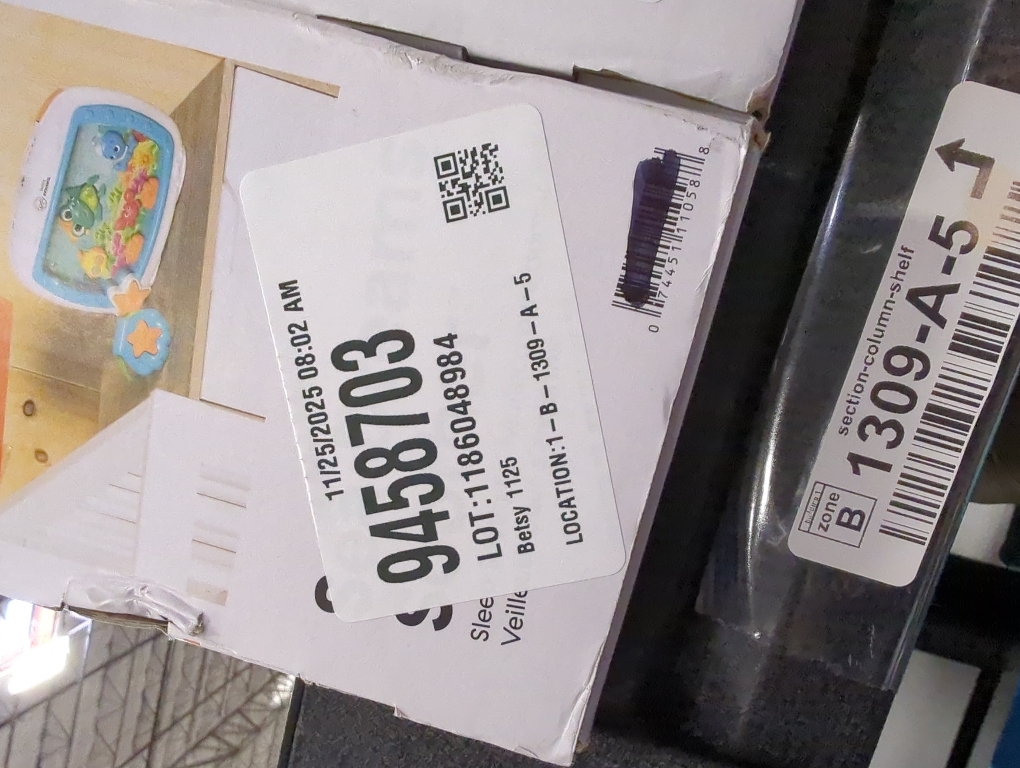 11/25/2025 08:02 AM
9458703
LOT:1186048984
Betsy 1125
LOCATION:1-B-1309-A-5
Slee
Veille
0 74451 11058 8
section-column-shelf
zone
B
1309-A-5